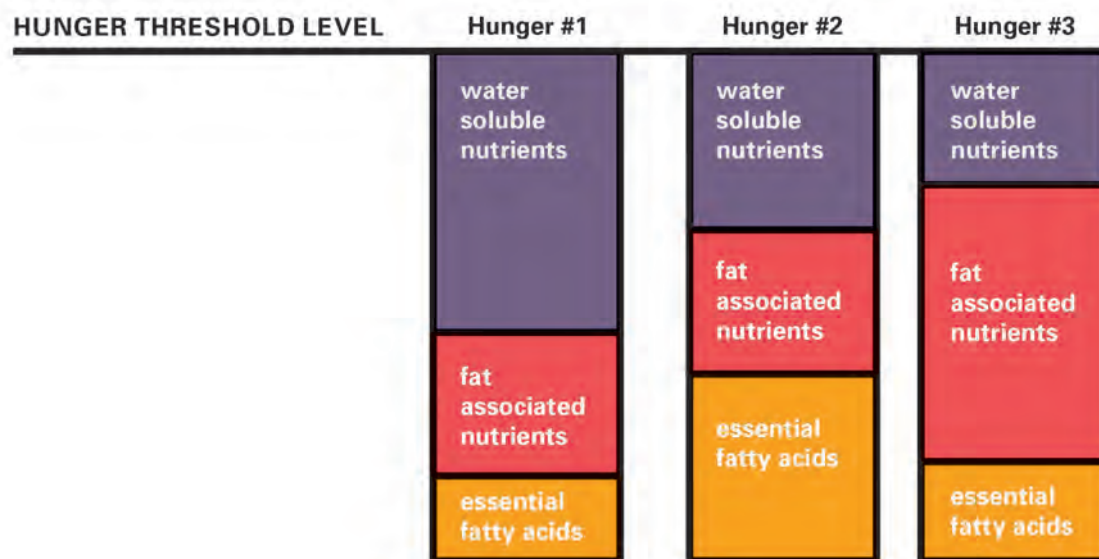 HUNGER THRESHOLD LEVEL Hunger #1 Hunger #2 Hunger #3
water
soluble
nutrients
fat
associated
nutrients
essential
fatty acids
water
soluble
nutrients
fat
associated
nutrients
essential
fatty acids
water
soluble
nutrients
fat
associated
nutrients
essential
fatty acids